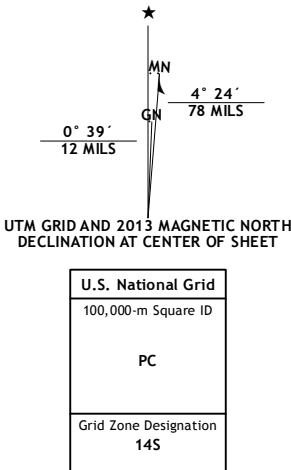 ★
MN
4° 24´
78 MILS
GN
0° 39´
12 MILS
UTM GRID AND 2013 MAGNETIC NORTH
DECLINATION AT CENTER OF SHEET
U.S. National Grid
100,000-m Square ID
PC
Grid Zone Designation
14S